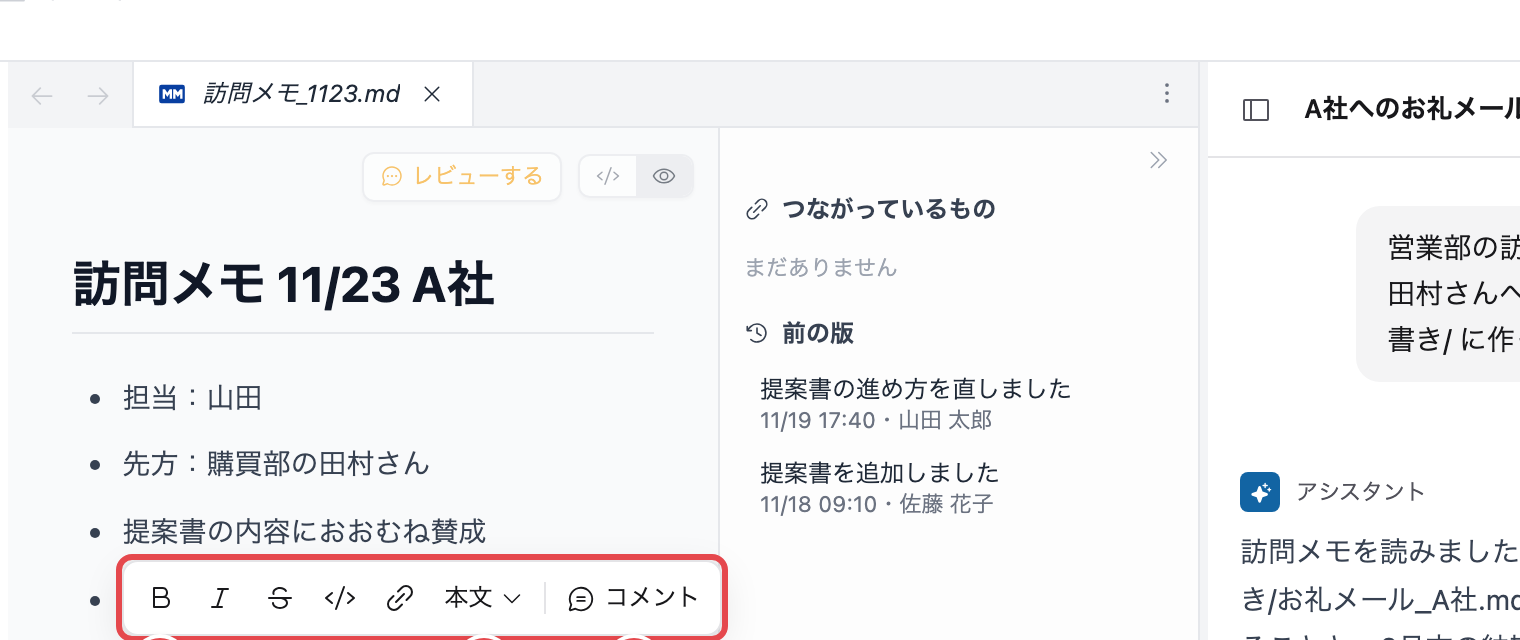 MM 訪問メモ_1123.md
レビューする
訪問メモ 11/23 A社
担当：山田
先方：購買部の田村さん
提案書の内容におおむね賛成
B I S </> 本文 コメント
つながっているもの
まだありません
前の版
提案書の進め方を直しました
11/19 17:40・山田 太郎
提案書を追加しました
11/18 09:10・佐藤 花子
A社へのお礼メール
営業部の訪
田村さんへ
書き/ に作
アシスタント
訪問メモを読みました
き/お礼メール_A社.md